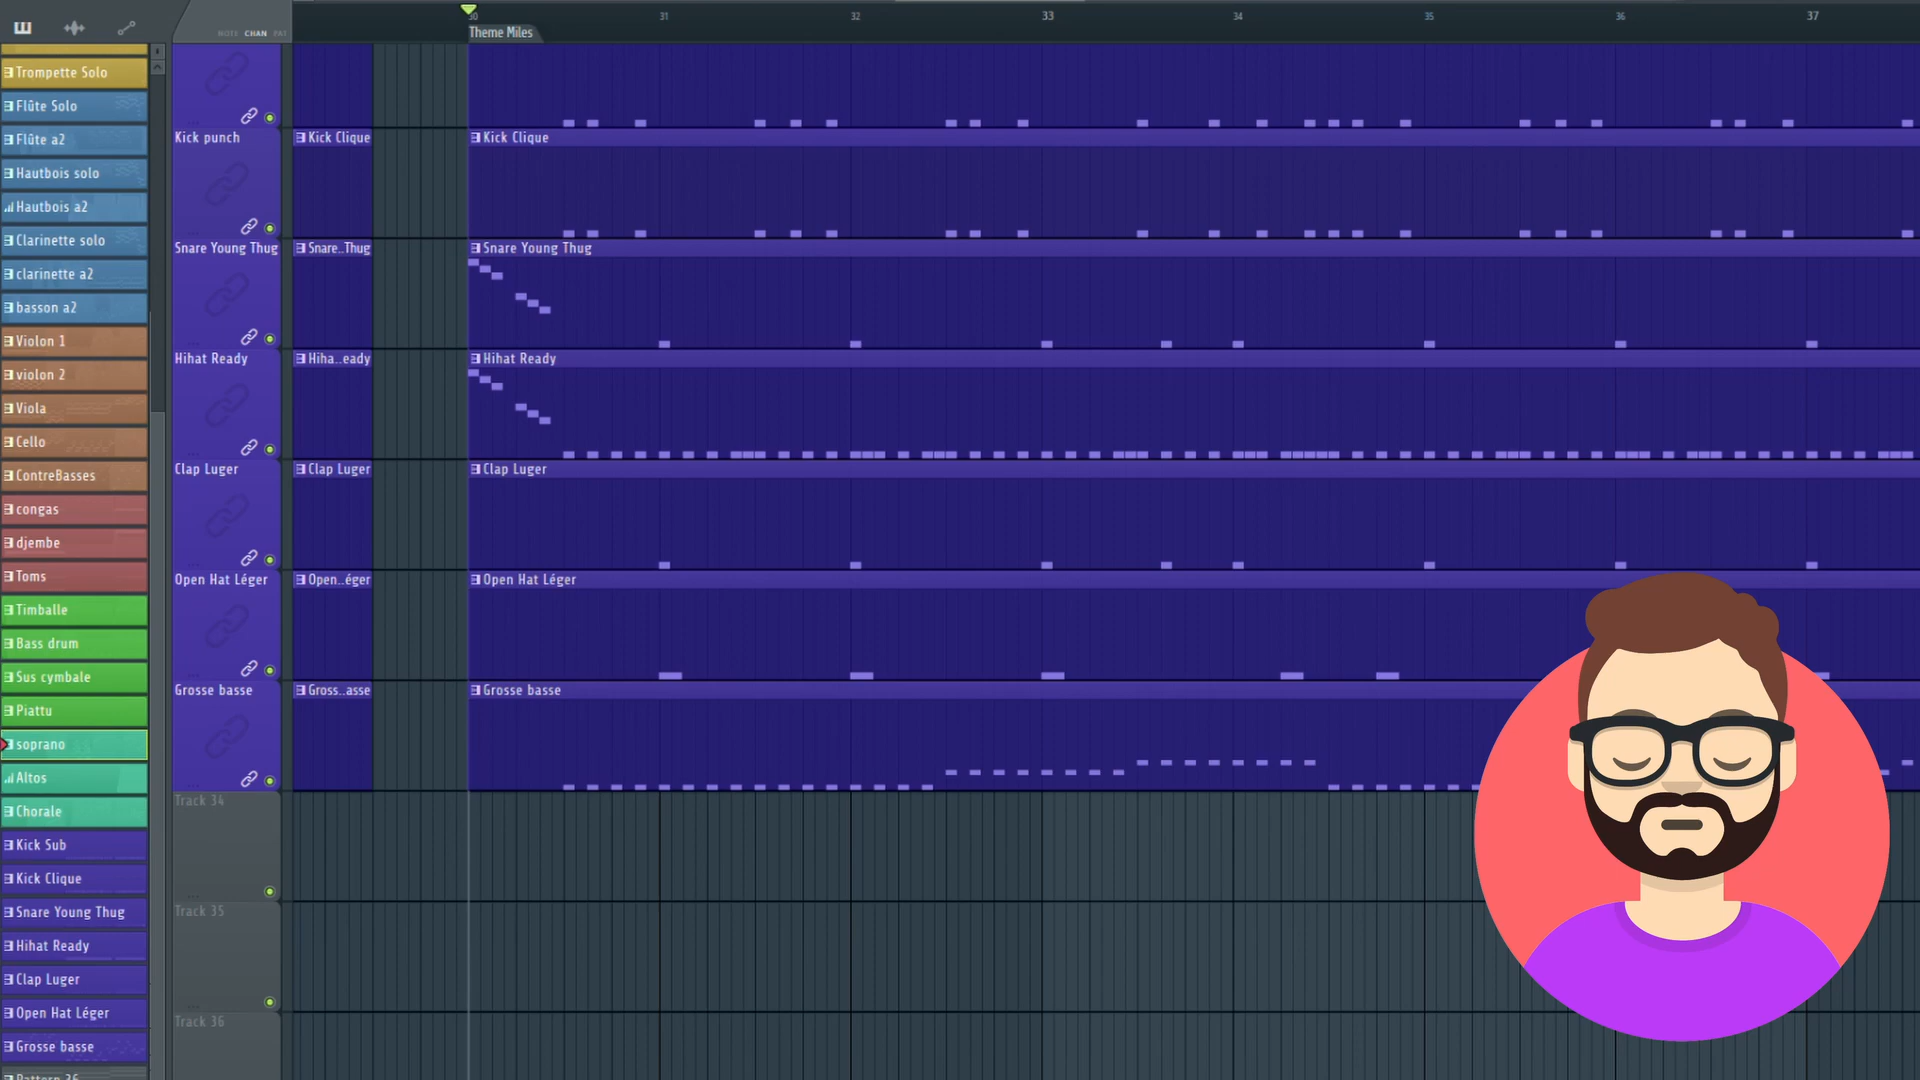 NOTE CHAN PAT
30 31 32 33 34 35 36 37
Theme Miles
Trompette Solo
Flûte Solo
Flûte a2
Hautbois solo
Hautbois a2
Clarinette solo
clarinette a2
basson a2
Violon 1
violon 2
Viola
Cello
ContreBasses
congas
djembe
Toms
Timballe
Bass drum
Sus cymbale
Piattu
soprano
Altos
Chorale
Kick Sub
Kick Clique
Snare Young Thug
Hihat Ready
Clap Luger
Open Hat Léger
Grosse basse
Pattern 36
Kick punch
Kick Clique
Kick Clique
Snare Young Thug
Snare..Thug
Snare Young Thug
Hihat Ready
Hiha..eady
Hihat Ready
Clap Luger
Clap Luger
Clap Luger
Open Hat Léger
Open..éger
Open Hat Léger
Grosse basse
Gross..asse
Grosse basse
Track 34
Track 35
Track 36